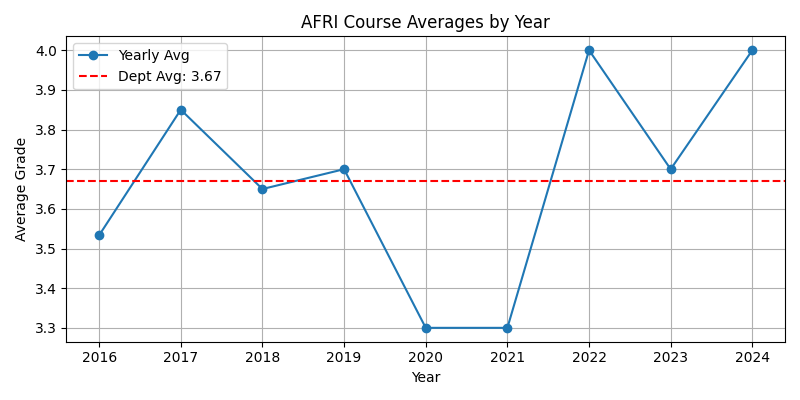 AFRI Course Averages by Year
Yearly Avg
Dept Avg: 3.67
Average Grade
4.0
3.9
3.8
3.7
3.6
3.5
3.4
3.3
2016 2017 2018 2019 2020 2021 2022 2023 2024
Year